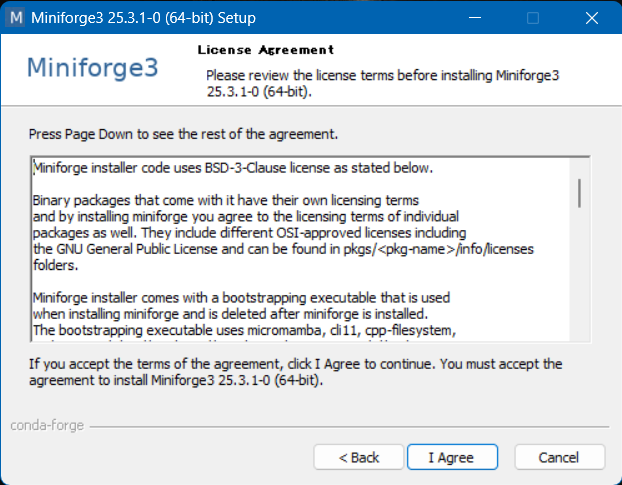 Miniforge3 25.3.1-0 (64-bit) Setup
Miniforge3
License Agreement
Please review the license terms before installing Miniforge3
25.3.1-0 (64-bit).
Press Page Down to see the rest of the agreement.
Miniforge installer code uses BSD-3-Clause license as stated below.
Binary packages that come with it have their own licensing terms
and by installing miniforge you agree to the licensing terms of individual
packages as well. They include different OSI-approved licenses including
the GNU General Public License and can be found in pkgs/<pkg-name>/info/licenses
folders.
Miniforge installer comes with a bootstrapping executable that is used
when installing miniforge and is deleted after miniforge is installed.
The bootstrapping executable uses micromamba, cli11, cpp-filesystem,
If you accept the terms of the agreement, click I Agree to continue. You must accept the
agreement to install Miniforge3 25.3.1-0 (64-bit).
conda-forge
< Back
I Agree
Cancel